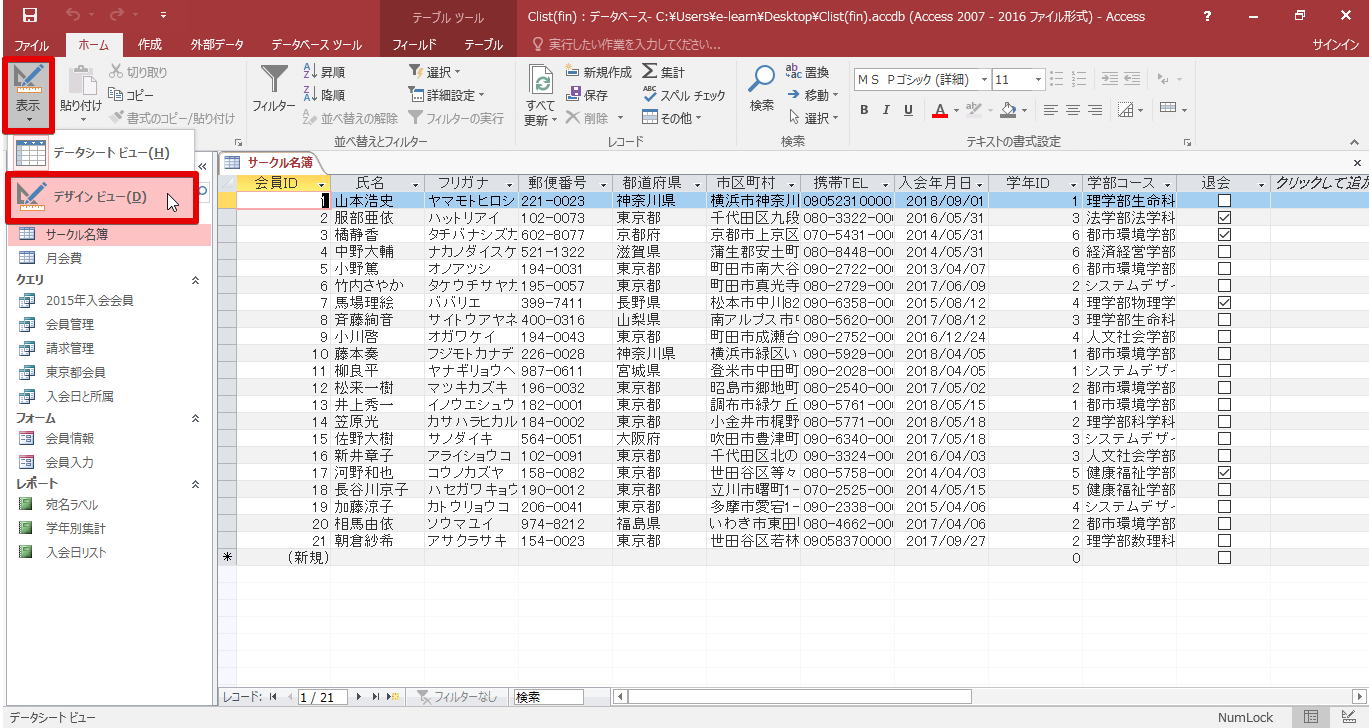 テーブル ツール
Clist(fin) : データベース- C:¥Users¥e-learn¥Desktop¥Clist(fin).accdb (Access 2007 - 2016 ファイル形式) - Access
?
ファイル ホーム 作成 外部データ データベース ツール フィールド テーブル 実行したい作業を入力してください... サインイン
表示
貼り付け
切り取り
コピー
書式のコピー/貼り付け
フィルター
昇順
降順
並べ替えの解除
選択
詳細設定
フィルターの実行
並べ替えとフィルター
すべて
更新
新規作成
保存
削除
集計
スペル チェック
その他
レコード
検索
置換
移動
選択
検索
ＭＳ Ｐゴシック (詳細) 11
B I U A
テキストの書式設定
データシート ビュー(H)
デザイン ビュー(D)
サークル名簿
月会費
クエリ
2015年入会会員
会員管理
請求管理
東京都会員
入会日と所属
フォーム
会員情報
会員入力
レポート
宛名ラベル
学年別集計
入会日リスト
サークル名簿
会員ID 氏名 フリガナ 郵便番号 都道府県 市区町村 携帯TEL 入会年月日 学年ID 学部コース 退会 クリックして追加
1 山本浩史 ヤマモトヒロシ 221-0023 神奈川県 横浜市神奈川 09052310000 2018/09/01 1 理学部生命科
2 服部亜依 ハットリアイ 102-0073 東京都 千代田区九段 080-3322-00 2016/05/31 3 法学部法学科
3 橘静香 タチバナシズカ 602-8077 京都府 京都市上京区 070-5431-00 2014/05/31 6 都市環境学部
4 中野大輔 ナカノダイスケ 521-1322 滋賀県 蒲生郡安土町 080-8448-00 2014/05/31 6 経済経営学部
5 小野篤 オノアツシ 194-0031 東京都 町田市南大谷 090-2722-00 2013/04/07 6 都市環境学部
6 竹内さやか タケウチサヤカ 195-0057 東京都 町田市真光寺 080-2729-00 2017/06/09 2 システムデザ
7 馬場理絵 ババリエ 399-7411 長野県 松本市中川82 090-6358-00 2015/08/12 4 理学部物理学
8 斉藤絢音 サイトウアヤネ 400-0316 山梨県 南アルプス市 080-5620-00 2017/08/12 3 理学部生命科
9 小川啓 オガワケイ 194-0043 東京都 町田市成瀬台 090-2752-00 2016/12/24 4 人文社会学部
10 藤本奏 フジモトカナデ 226-0028 神奈川県 横浜市緑区い 090-5929-00 2018/04/05 1 都市環境学部
11 柳良平 ヤナギリョウヘ 987-0611 宮城県 登米市中田町 090-2028-00 2018/04/05 1 システムデザ
12 松来一樹 マツキカズキ 196-0032 東京都 昭島市郷地町 080-2540-00 2017/05/02 2 都市環境学部
13 井上秀一 イノウエシュウ 182-0001 東京都 調布市緑ケ丘 090-5761-00 2018/05/15 1 都市環境学部
14 笠原光 カサハラヒカル 184-0002 東京都 小金井市梶野 080-5771-00 2017/05/18 2 理学部科学科
15 佐野大樹 サノダイキ 564-0051 大阪府 吹田市豊津町 090-6340-00 2017/05/18 3 システムデザ
16 新井章子 アライショウコ 102-0091 東京都 千代田区北の 090-3324-00 2016/04/03 3 人文社会学部
17 河野和也 コウノカズヤ 158-0082 東京都 世田谷区等々 080-5758-00 2014/04/03 5 健康福祉学部
18 長谷川京子 ハセガワキョウ 190-0012 東京都 立川市曙町1- 070-2525-00 2014/05/15 5 健康福祉学部
19 加藤涼子 カトウリョウコ 206-0041 東京都 多摩市愛宕1- 090-2338-00 2015/04/06 4 システムデザ
20 相馬由依 ソウマユイ 974-8212 福島県 いわき市東田 080-4662-00 2017/04/06 2 都市環境学部
21 朝倉紗希 アサクラサキ 154-0023 東京都 世田谷区若林 09058370000 2017/09/27 2 理学部数理科
* (新規) 0
レコード: 1 / 21 フィルターなし 検索
データシート ビュー NumLock